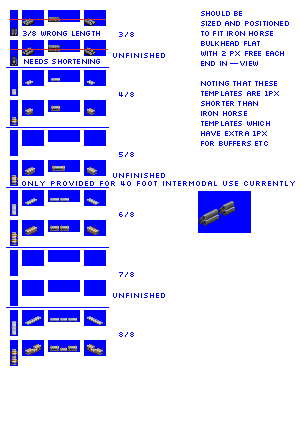 3/8 WRONG LENGTH
3/8
UNFINISHED
NEEDS SHORTENING
4/8
5/8
UNFINISHED
ONLY PROVIDED FOR 40 FOOT INTERMODAL USE CURRENTLY
6/8
7/8
UNFINISHED
8/8
SHOULD BE
SIZED AND POSITIONED
TO FIT IRON HORSE
BULKHEAD FLAT
WITH 2 PX FREE EACH
END IN — VIEW
NOTING THAT THESE
TEMPLATES ARE 1PX
SHORTER THAN
IRON HORSE
TEMPLATES WHICH
HAVE EXTRA 1PX
FOR BUFFERS ETC